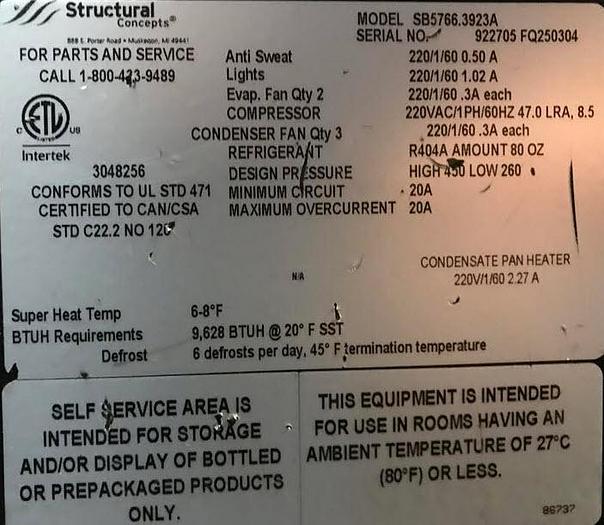 Structural
Concepts®
888 E. Porter Road • Muskegon, MI 49441
FOR PARTS AND SERVICE
CALL 1-800-423-9489
MODEL SB5766.3923A
SERIAL NO. 922705 FQ250304
Anti Sweat 220/1/60 0.50 A
Lights 220/1/60 1.02 A
Evap. Fan Qty 2 220/1/60 .3A each
COMPRESSOR 220VAC/1PH/60HZ 47.0 LRA, 8.5
CONDENSER FAN Qty 3 220/1/60 .3A each
REFRIGERANT R404A AMOUNT 80 OZ
DESIGN PRESSURE HIGH 450 LOW 260
MINIMUM CIRCUIT 20A
MAXIMUM OVERCURRENT 20A
C ETL US
LISTED
Intertek
3048256
CONFORMS TO UL STD 471
CERTIFIED TO CAN/CSA
STD C22.2 NO 120
N/A
CONDENSATE PAN HEATER
220V/1/60 2.27 A
Super Heat Temp 6-8°F
BTUH Requirements 9,628 BTUH @ 20° F SST
Defrost 6 defrosts per day, 45° F termination temperature
SELF SERVICE AREA IS
INTENDED FOR STORAGE
AND/OR DISPLAY OF BOTTLED
OR PREPACKAGED PRODUCTS
ONLY.
THIS EQUIPMENT IS INTENDED
FOR USE IN ROOMS HAVING AN
AMBIENT TEMPERATURE OF 27°C
(80°F) OR LESS.
86737